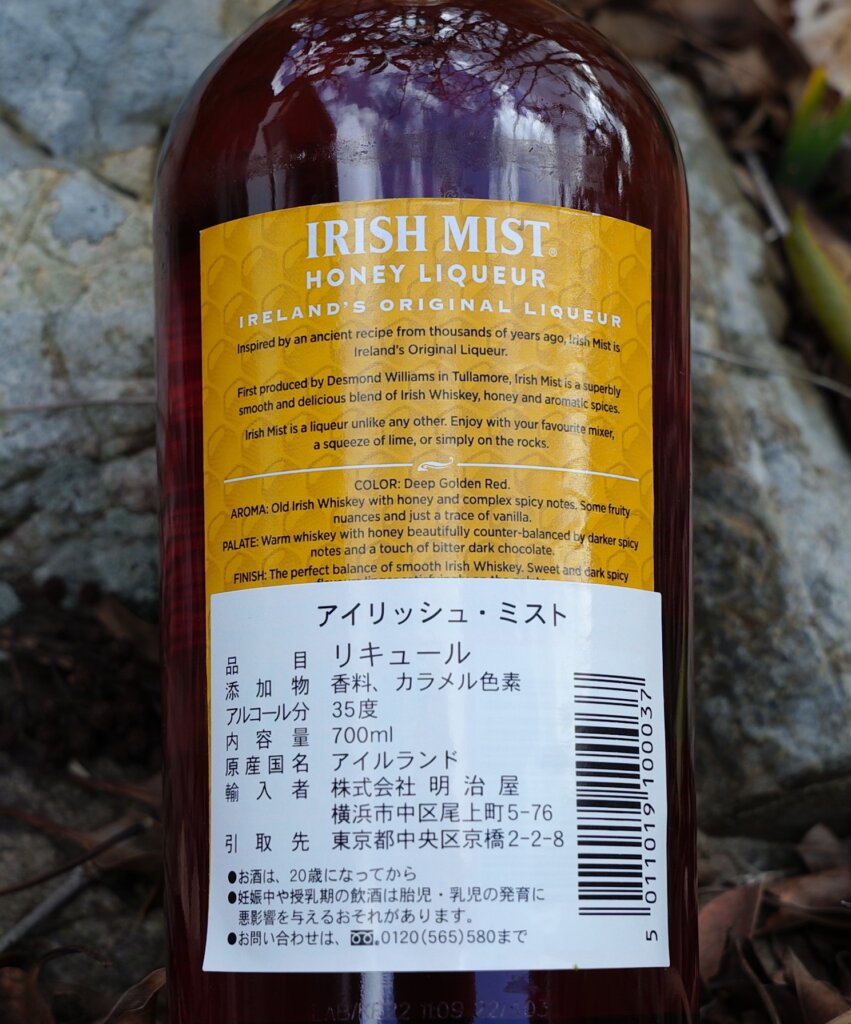 IRISH MIST®
HONEY LIQUEUR
IRELAND'S ORIGINAL LIQUEUR
Inspired by an ancient recipe from thousands of years ago, Irish Mist is
Ireland's Original Liqueur.
First produced by Desmond Williams in Tullamore, Irish Mist is a superbly
smooth and delicious blend of Irish Whiskey, honey and aromatic spices.
Irish Mist is a liqueur unlike any other. Enjoy with your favourite mixer,
a squeeze of lime, or simply on the rocks.
COLOR: Deep Golden Red.
AROMA: Old Irish Whiskey with honey and complex spicy notes. Some fruity
nuances and just a trace of vanilla.
PALATE: Warm whiskey with honey beautifully counter-balanced by darker spicy
notes and a touch of bitter dark chocolate.
FINISH: The perfect balance of smooth Irish Whiskey. Sweet and dark spicy
アイリッシュ・ミスト
品目 リキュール
添加物 香料、カラメル色素
アルコール分 35度
内容量 700ml
原産国名 アイルランド
輸入者 株式会社 明治屋
横浜市中区尾上町5-76
引取先 東京都中央区京橋2-2-8
●お酒は、20歳になってから
●妊娠中や授乳期の飲酒は胎児・乳児の発育に
悪影響を与えるおそれがあります。
●お問い合わせは、0120(565)580まで
5 011019 100037